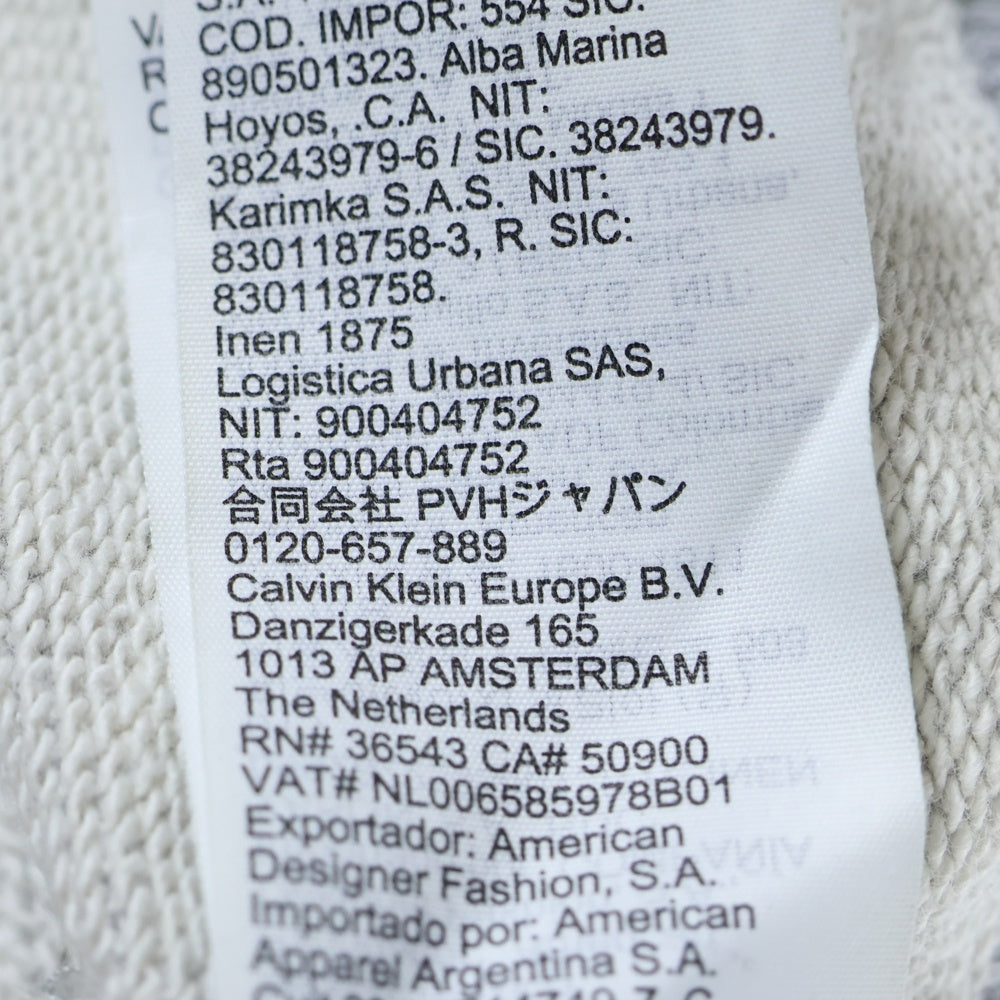 COD. IMPOR: 554 SIC.
890501323. Alba Marina
Hoyos, .C.A. NIT:
38243979-6 / SIC. 38243979.
Karimka S.A.S. NIT:
830118758-3, R. SIC:
830118758.
Inen 1875
Logistica Urbana SAS,
NIT: 900404752
Rta 900404752
合同会社 PVHジャパン
0120-657-889
Calvin Klein Europe B.V.
Danzigerkade 165
1013 AP AMSTERDAM
The Netherlands
RN# 36543 CA# 50900
VAT# NL006585978B01
Exportador: American
Designer Fashion, S.A.
Importado por: American
Apparel Argentina S.A.